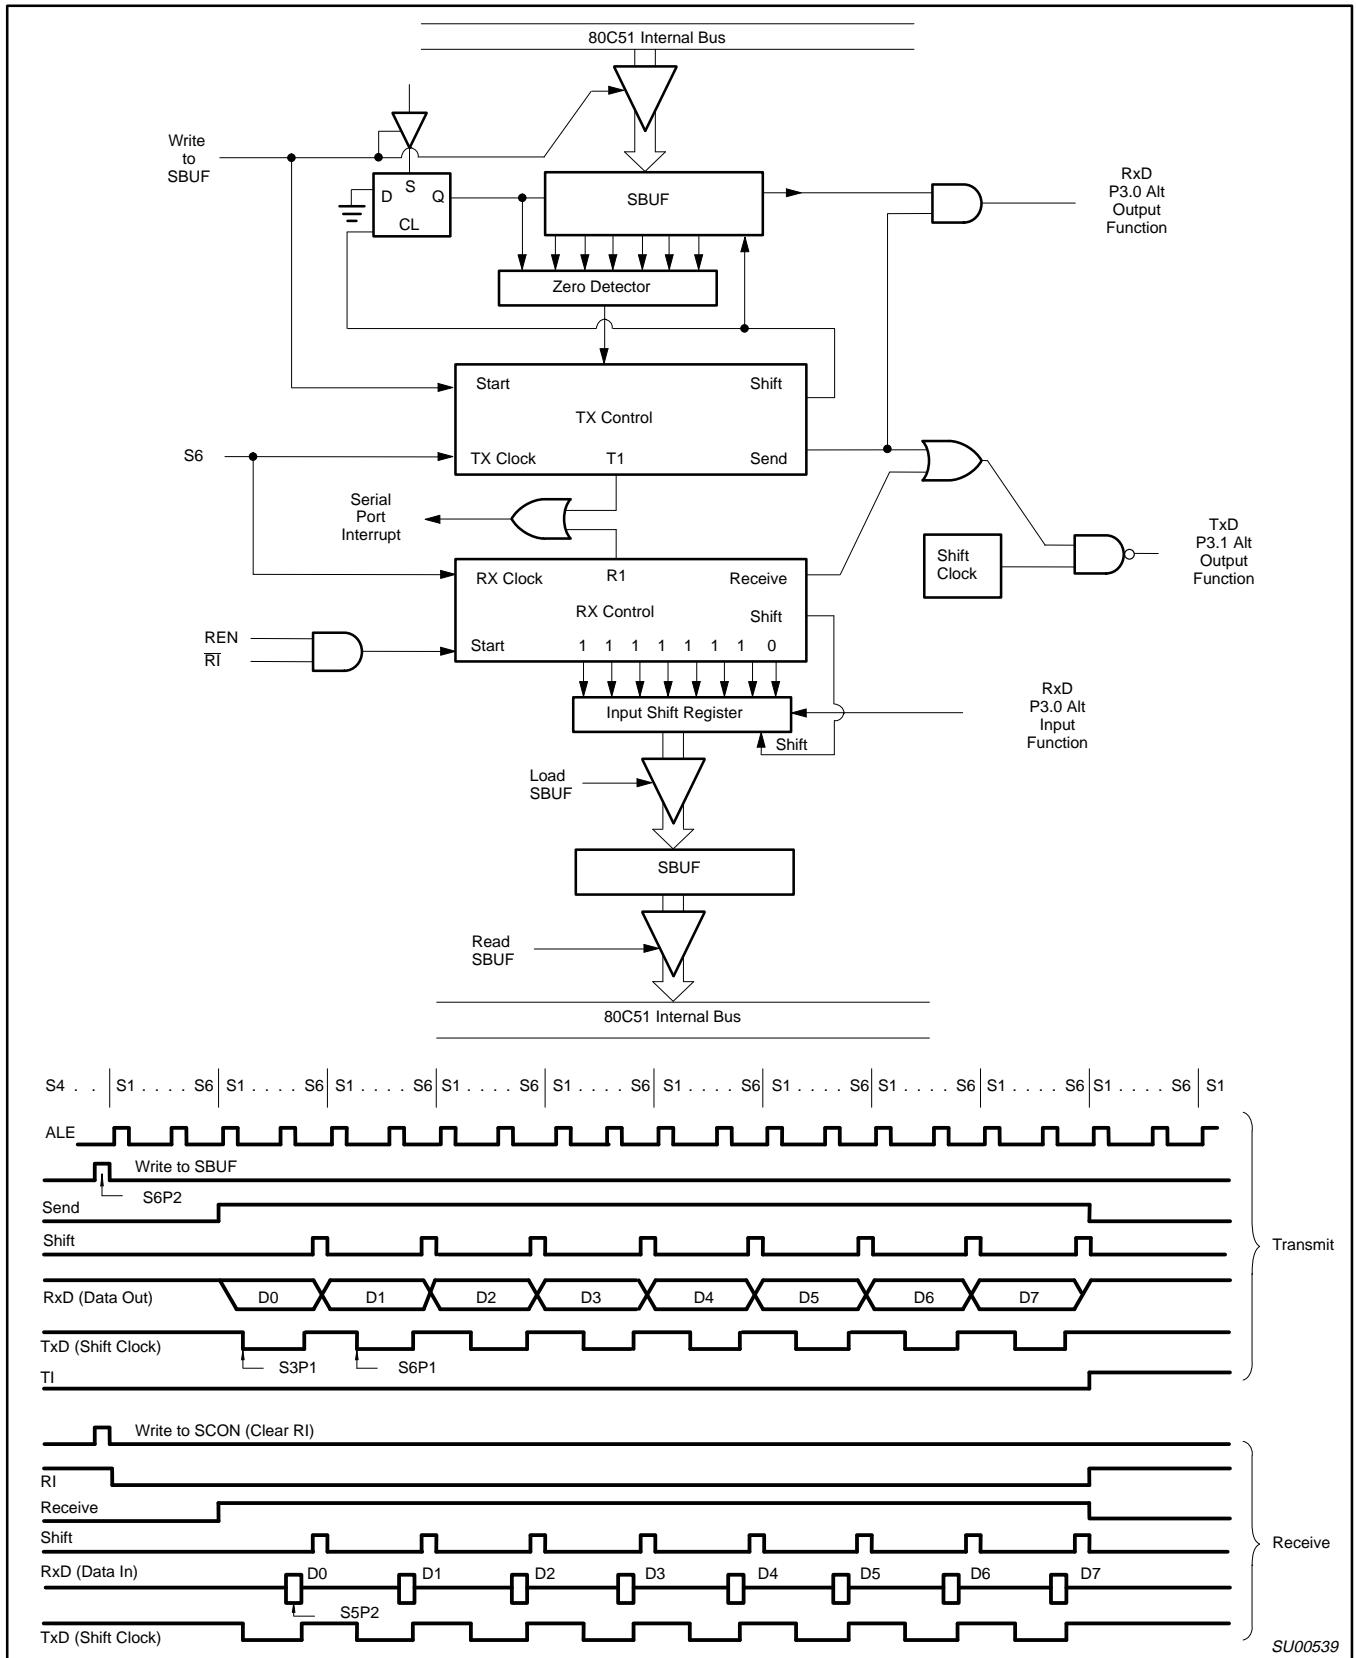 80C51 Internal Bus
Write
to
SBUF
D
S
Q
CL
SBUF
RxD
P3.0 Alt
Output
Function
Zero Detector
Start
Shift
TX Control
S6
TX Clock
T1
Send
Serial
Port
Interrupt
TxD
P3.1 Alt
Output
Function
Shift
Clock
RX Clock
R1
Receive
RX Control
Shift
REN
RI
Start
1 1 1 1 1 1 1 0
RxD
P3.0 Alt
Input
Function
Input Shift Register
Shift
Load
SBUF
SBUF
Read
SBUF
80C51 Internal Bus
S4 . . S1 . . . . S6 S1 . . . . S6 S1 . . . . S6 S1 . . . . S6 S1 . . . . S6 S1 . . . . S6 S1 . . . . S6 S1 . . . . S6 S1 . . . . S6 S1 . . . . S6 S1
ALE
Write to SBUF
S6P2
Send
Shift
Transmit
RxD (Data Out) D0 D1 D2 D3 D4 D5 D6 D7
TxD (Shift Clock)
S3P1 S6P1
TI
Write to SCON (Clear RI)
RI
Receive
Shift
Receive
RxD (Data In) D0 D1 D2 D3 D4 D5 D6 D7
S5P2
TxD (Shift Clock)
SU00539